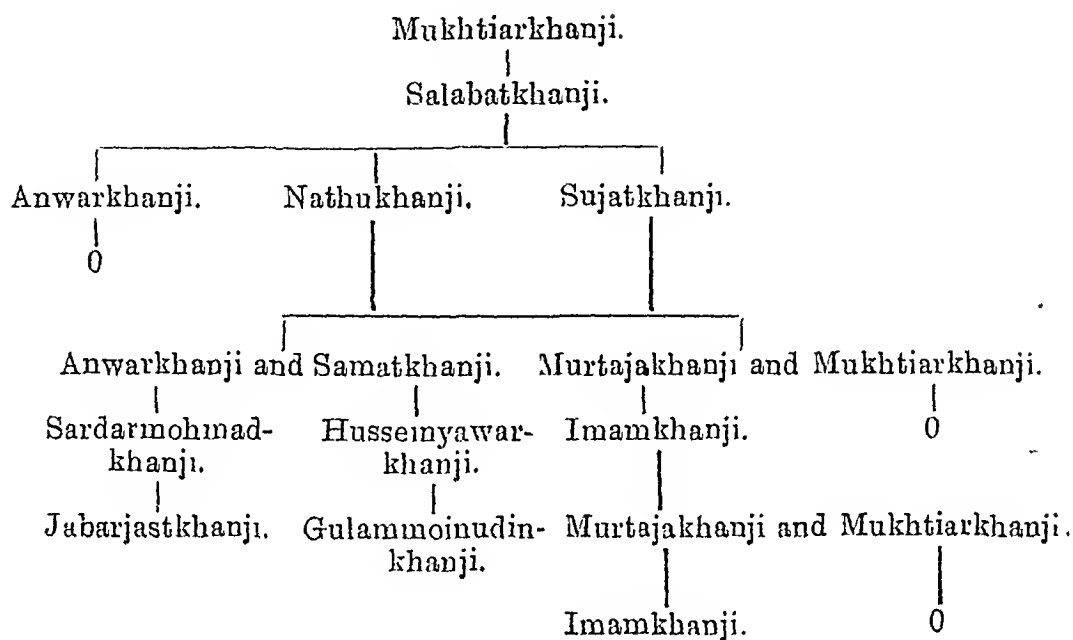 Mukhtiarkhanji.
Salabatkhanji.
Anwarkhanji. Nathukhanji. Sujatkhanji.
0
Anwarkhanji and Samatkhanji. Murtajakhanji and Mukhtiarkhanji.
Sardarmohmad- Husseinyawar- Imamkhanji. 0
khanji. khanji.
Jabarjastkhanji. Gulammoinudin- Murtajakhanji and Mukhtiarkhanji.
khanji.
Imamkhanji. 0